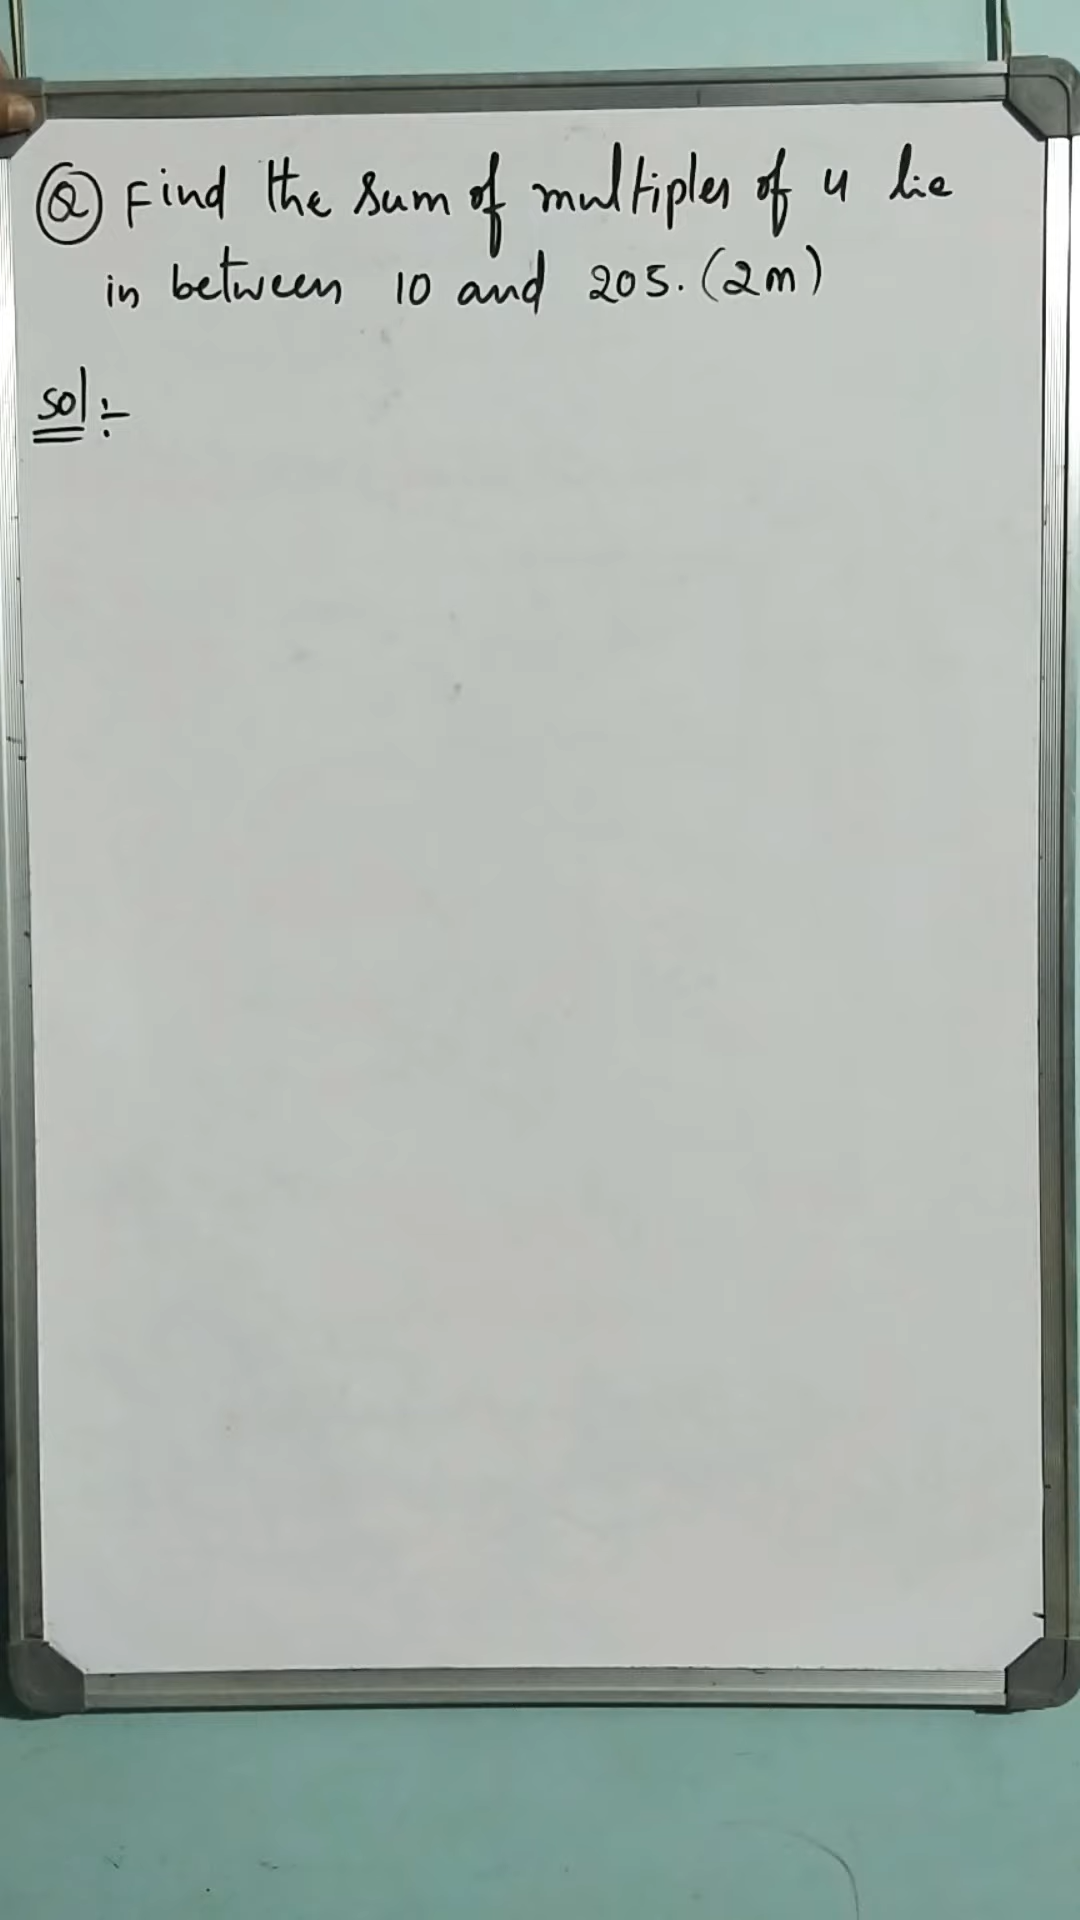 Q Find the sum of multiples of 4 lie
in between 10 and 205. (2m)
Sol:-